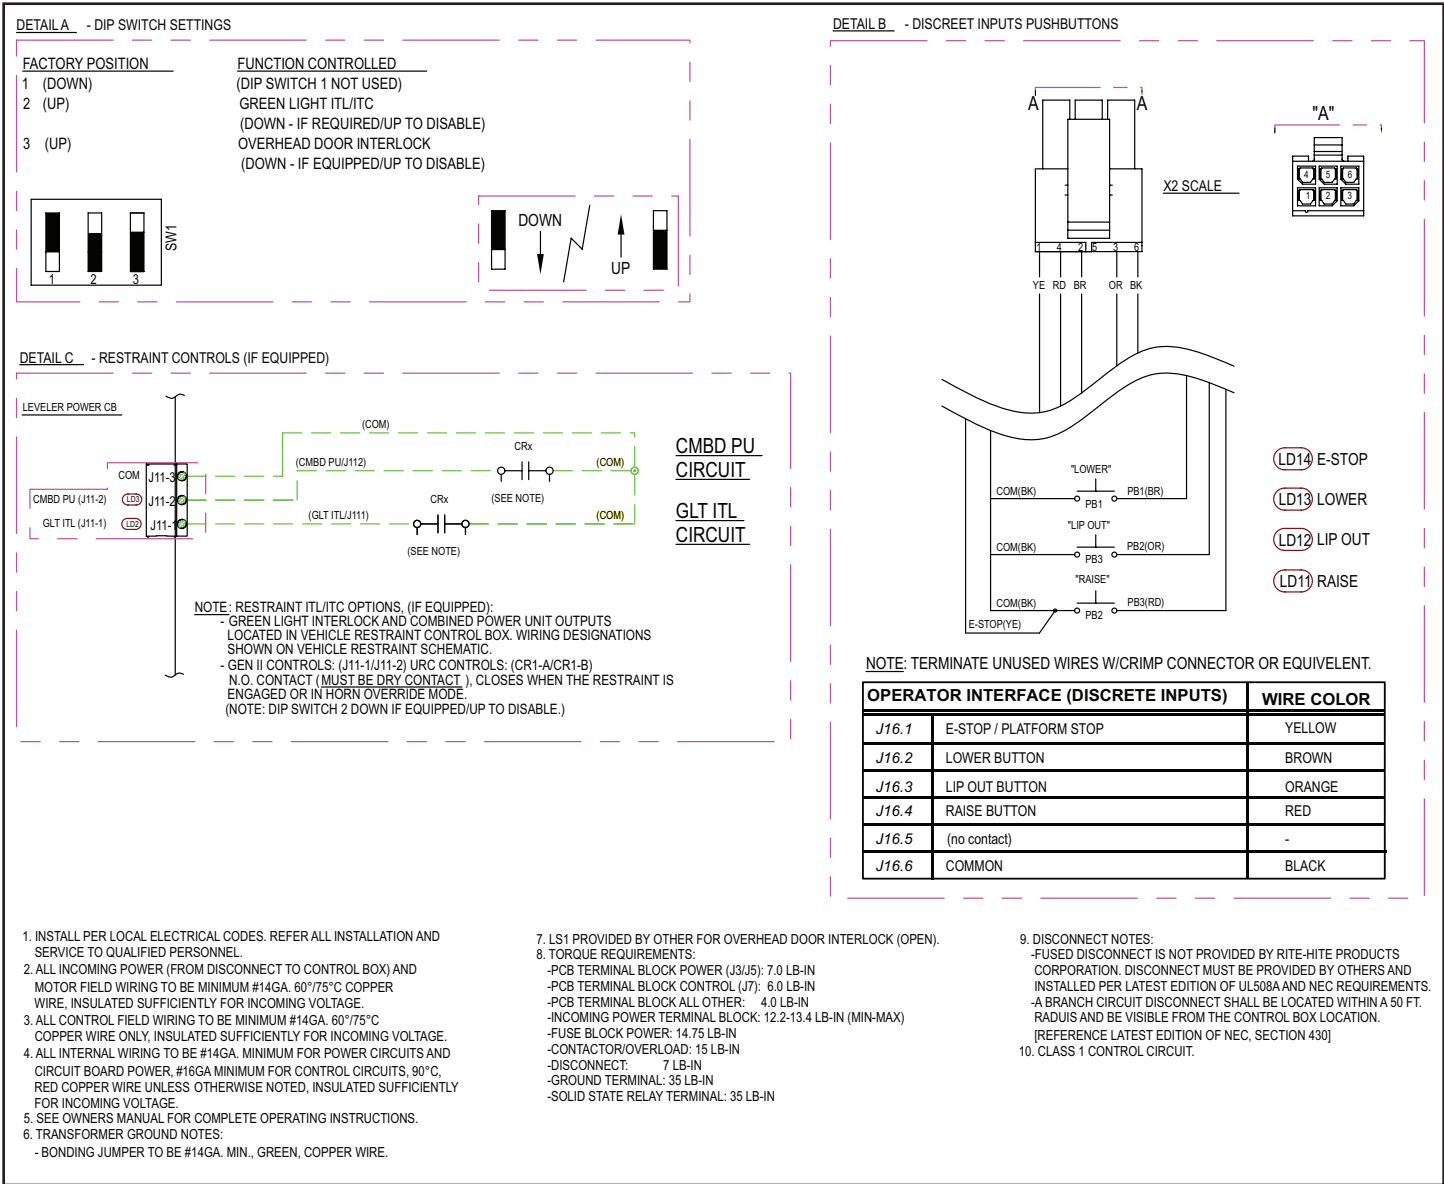 DETAIL A - DIP SWITCH SETTINGS
FACTORY POSITION FUNCTION CONTROLLED
1 (DOWN) (DIP SWITCH 1 NOT USED)
2 (UP) GREEN LIGHT ITL/ITC
(DOWN - IF REQUIRED/UP TO DISABLE)
3 (UP) OVERHEAD DOOR INTERLOCK
(DOWN - IF EQUIPPED/UP TO DISABLE)
1 2 3
SW1
DOWN
UP
DETAIL B - DISCREET INPUTS PUSHBUTTONS
A A
"A"
X2 SCALE
4 5 6
1 2 3
1 4 2 5 3 6
YE RD BR OR BK
"LOWER"
COM(BK) PB1(BR)
PB1
"LIP OUT"
COM(BK) PB2(OR)
PB3
"RAISE"
COM(BK) PB3(RD)
PB2
E-STOP(YE)
LD14 E-STOP
LD13 LOWER
LD12 LIP OUT
LD11 RAISE
NOTE: TERMINATE UNUSED WIRES W/CRIMP CONNECTOR OR EQUIVELENT.
OPERATOR INTERFACE (DISCRETE INPUTS) WIRE COLOR
J16.1 E-STOP / PLATFORM STOP YELLOW
J16.2 LOWER BUTTON BROWN
J16.3 LIP OUT BUTTON ORANGE
J16.4 RAISE BUTTON RED
J16.5 (no contact) -
J16.6 COMMON BLACK
DETAIL C - RESTRAINT CONTROLS (IF EQUIPPED)
LEVELER POWER CB
(COM)
COM J11-3
CMBD PU (J11-2) LD3 J11-2
GLT ITL (J11-1) LD2 J11-1
(CMBD PU/J112) CRx (COM)
(SEE NOTE)
(GLT ITL/J111) CRx (COM)
(SEE NOTE)
CMBD PU
CIRCUIT
GLT ITL
CIRCUIT
NOTE: RESTRAINT ITL/ITC OPTIONS, (IF EQUIPPED):
- GREEN LIGHT INTERLOCK AND COMBINED POWER UNIT OUTPUTS
LOCATED IN VEHICLE RESTRAINT CONTROL BOX. WIRING DESIGNATIONS
SHOWN ON VEHICLE RESTRAINT SCHEMATIC.
- GEN II CONTROLS: (J11-1/J11-2) URC CONTROLS: (CR1-A/CR1-B)
N.O. CONTACT (MUST BE DRY CONTACT ), CLOSES WHEN THE RESTRAINT IS
ENGAGED OR IN HORN OVERRIDE MODE.
(NOTE: DIP SWITCH 2 DOWN IF EQUIPPED/UP TO DISABLE.)
1. INSTALL PER LOCAL ELECTRICAL CODES. REFER ALL INSTALLATION AND
SERVICE TO QUALIFIED PERSONNEL.
2. ALL INCOMING POWER (FROM DISCONNECT TO CONTROL BOX) AND
MOTOR FIELD WIRING TO BE MINIMUM #14GA. 60°/75°C COPPER
WIRE, INSULATED SUFFICIENTLY FOR INCOMING VOLTAGE.
3. ALL CONTROL FIELD WIRING TO BE MINIMUM #14GA. 60°/75°C
COPPER WIRE ONLY, INSULATED SUFFICIENTLY FOR INCOMING VOLTAGE.
4. ALL INTERNAL WIRING TO BE #14GA. MINIMUM FOR POWER CIRCUITS AND
CIRCUIT BOARD POWER, #16GA MINIMUM FOR CONTROL CIRCUITS, 90°C,
RED COPPER WIRE UNLESS OTHERWISE NOTED, INSULATED SUFFICIENTLY
FOR INCOMING VOLTAGE.
5. SEE OWNERS MANUAL FOR COMPLETE OPERATING INSTRUCTIONS.
6. TRANSFORMER GROUND NOTES:
- BONDING JUMPER TO BE #14GA. MIN., GREEN, COPPER WIRE.
7. LS1 PROVIDED BY OTHER FOR OVERHEAD DOOR INTERLOCK (OPEN).
8. TORQUE REQUIREMENTS:
-PCB TERMINAL BLOCK POWER (J3/J5): 7.0 LB-IN
-PCB TERMINAL BLOCK CONTROL (J7): 6.0 LB-IN
-PCB TERMINAL BLOCK ALL OTHER: 4.0 LB-IN
-INCOMING POWER TERMINAL BLOCK: 12.2-13.4 LB-IN (MIN-MAX)
-FUSE BLOCK POWER: 14.75 LB-IN
-CONTACTOR/OVERLOAD: 15 LB-IN
-DISCONNECT: 7 LB-IN
-GROUND TERMINAL: 35 LB-IN
-SOLID STATE RELAY TERMINAL: 35 LB-IN
9. DISCONNECT NOTES:
-FUSED DISCONNECT IS NOT PROVIDED BY RITE-HITE PRODUCTS
CORPORATION. DISCONNECT MUST BE PROVIDED BY OTHERS AND
INSTALLED PER LATEST EDITION OF UL508A AND NEC REQUIREMENTS.
-A BRANCH CIRCUIT DISCONNECT SHALL BE LOCATED WITHIN A 50 FT.
RADUIS AND BE VISIBLE FROM THE CONTROL BOX LOCATION.
[REFERENCE LATEST EDITION OF NEC, SECTION 430]
10. CLASS 1 CONTROL CIRCUIT.